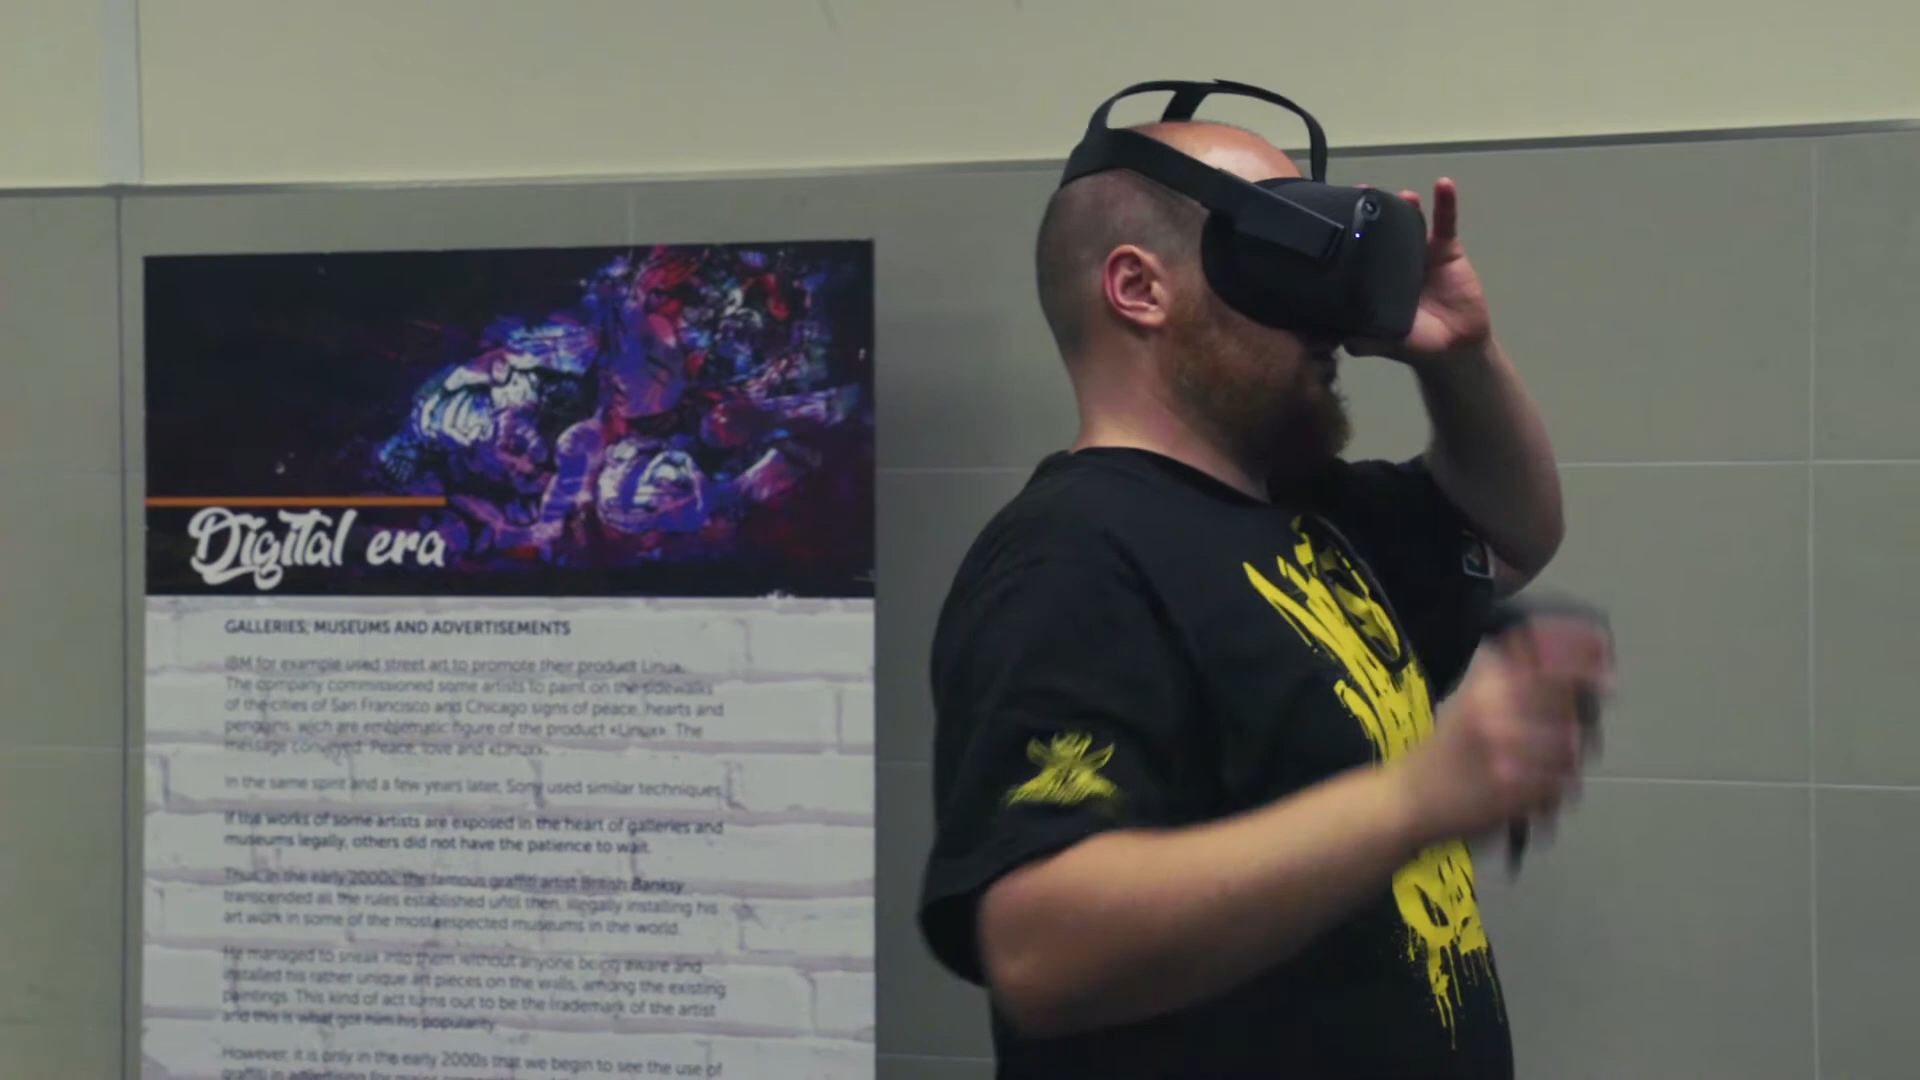 Digital era
GALLERIES, MUSEUMS AND ADVERTISEMENTS
IBM for example used street art to promote their product Linux.
The company commissioned some artists to paint on the sidewalks
of the cities of San Francisco and Chicago signs of peace, hearts and
penguins, wich are emblematic figure of the product «Linux». The
message conveyed: Peace, love and «Linux».
In the same spirit and a few years later, Sony used similar techniques.
If the works of some artists are exposed in the heart of galleries and
museums legally, others did not have the patience to wait.
Thus, in the early 2000s, the famous graffiti artist British Banksy
transcended all the rules established until then, illegally installing his
art work in some of the most respected museums in the world.
He managed to sneak into them without anyone being aware and
installed his rather unique art pieces on the walls, among the existing
paintings. This kind of act turns out to be the trademark of the artist
and this is what got him his popularity.
However, it is only in the early 2000s that we begin to see the use of
graffiti in advertising for major